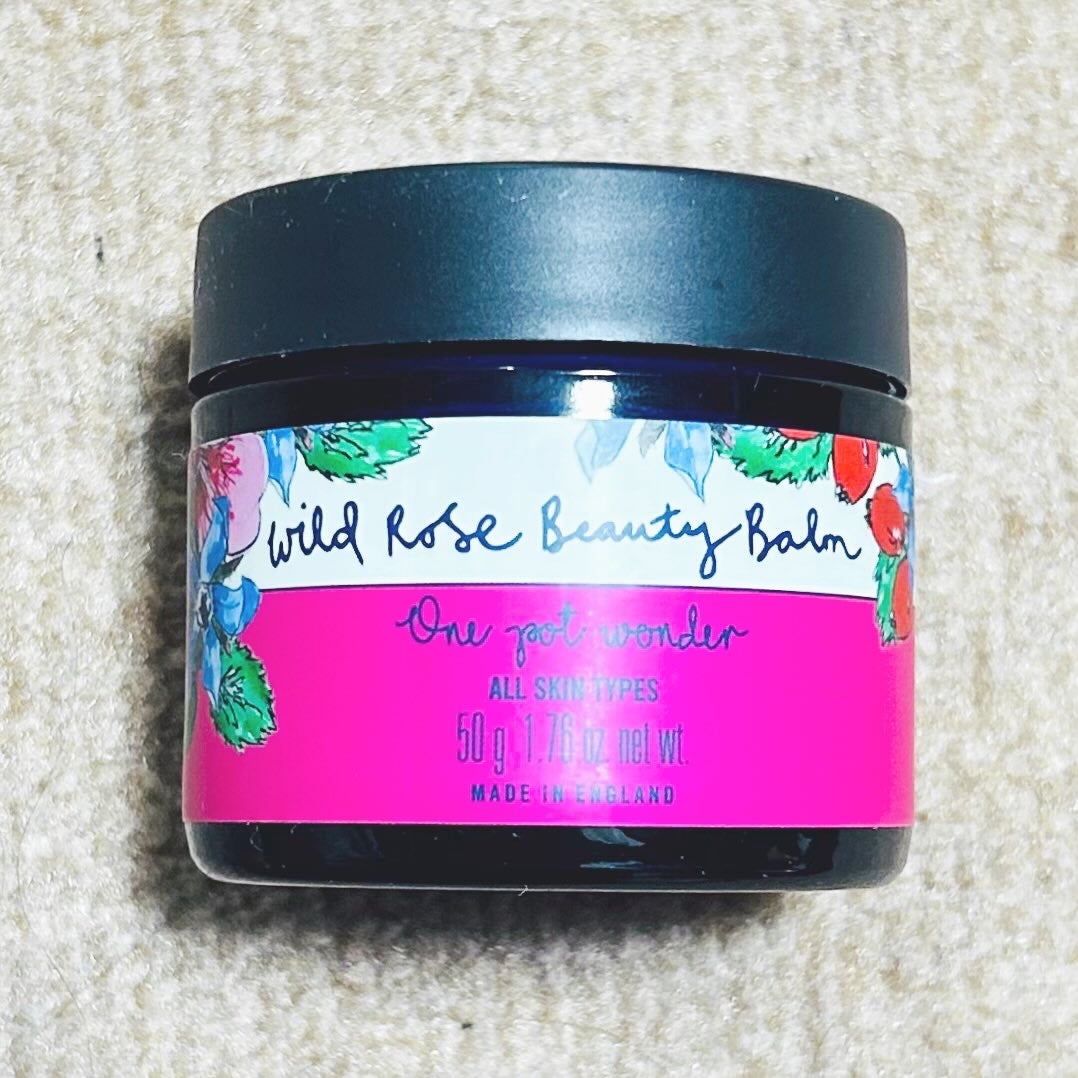 Wild Rose Beauty Balm
One pot wonder
ALL SKIN TYPES
50 g 1.76 oz. net wt.
MADE IN ENGLAND